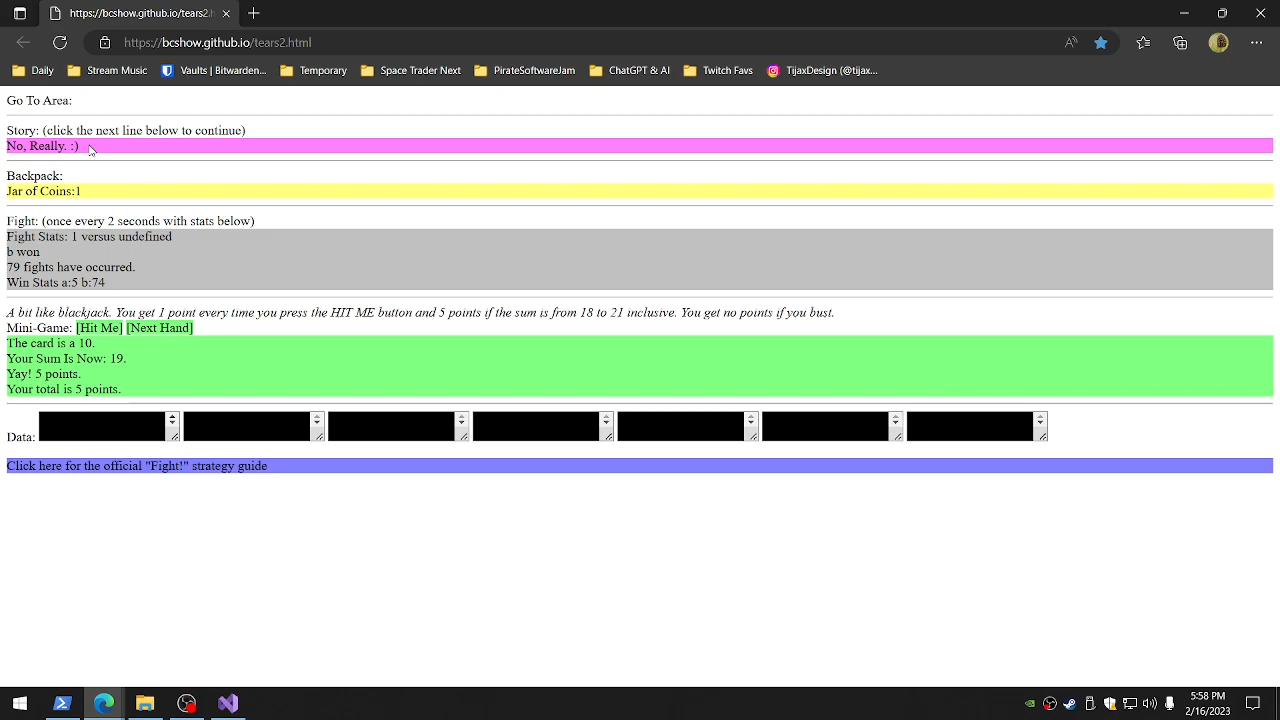 https://bcshow.github.io/tears2.h
https://bcshow.github.io/tears2.html
Daily Stream Music Vaults | Bitwarden... Temporary Space Trader Next PirateSoftwareJam ChatGPT & AI Twitch Favs TijaxDesign (@tijax...
Go To Area:
Story: (click the next line below to continue)
No, Really. :)
Backpack:
Jar of Coins:1
Fight: (once every 2 seconds with stats below)
Fight Stats: 1 versus undefined
b won
79 fights have occurred.
Win Stats a:5 b:74
A bit like blackjack. You get 1 point every time you press the HIT ME button and 5 points if the sum is from 18 to 21 inclusive. You get no points if you bust.
Mini-Game: [Hit Me] [Next Hand]
The card is a 10.
Your Sum Is Now: 19.
Yay! 5 points.
Your total is 5 points.
Data:
Click here for the official "Fight!" strategy guide
5:58 PM
2/16/2023